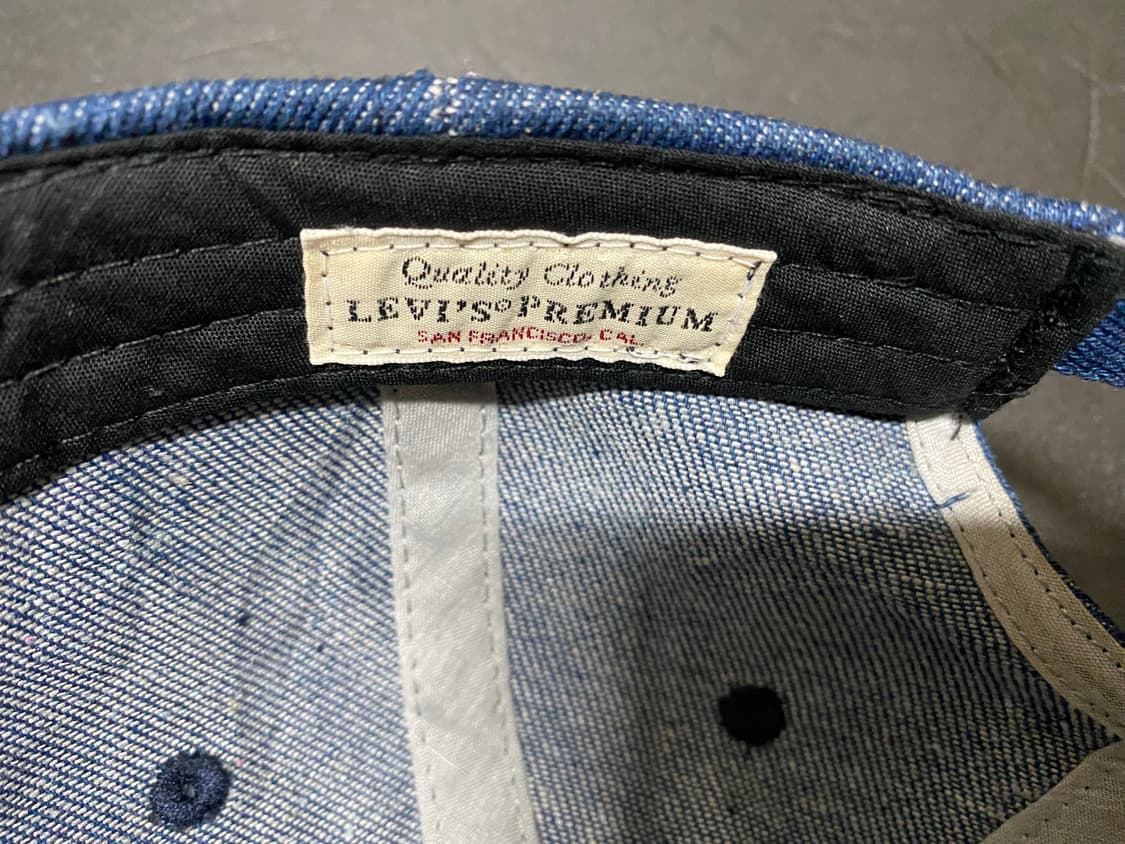 Quality Clothing
LEVI'S® PREMIUM
SAN FRANCISCO, CAL.